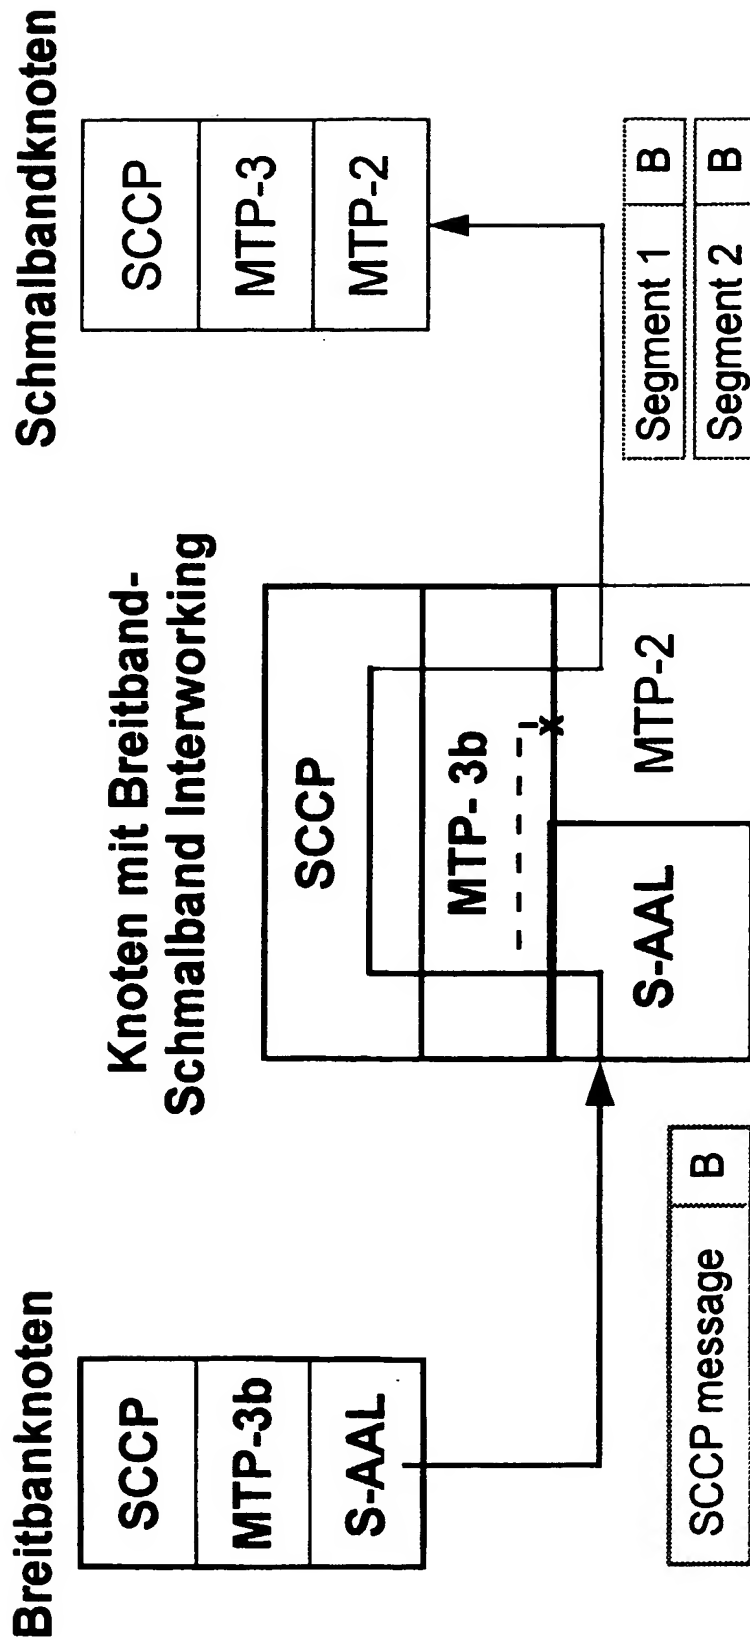 Breitbanknoten
SCCP
MTP-3b
S-AAL
SCCP message B
Knoten mit Breitband-
Schmalband Interworking
SCCP
MTP- 3b
S-AAL
MTP-2
Schmalbandknoten
SCCP
MTP-3
MTP-2
Segment 1 B
Segment 2 B